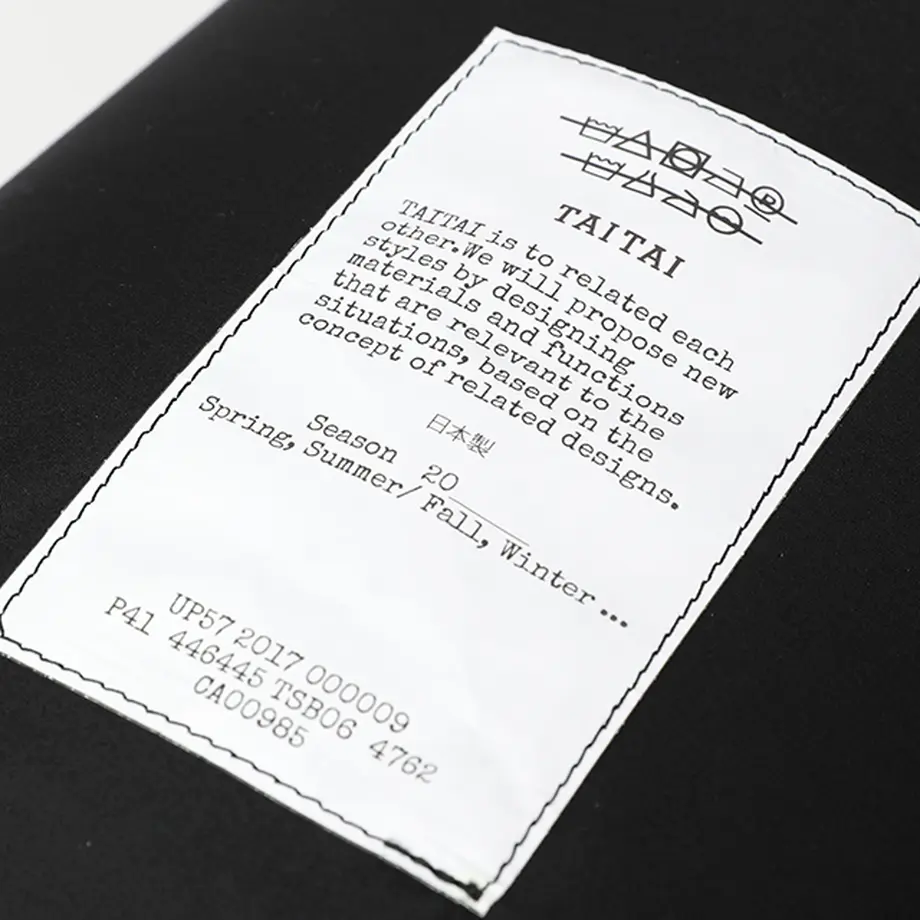 TAITAI
TAITAI is to related each
other.We will propose new
styles by designing
materials and functions
that are relevant to the
situations, based on the
concept of related designs.
日本製
Season 20____
Spring, Summer/Fall, Winter...
UP57 2017 000009
P41 446445 TSB06 4762
CA00985